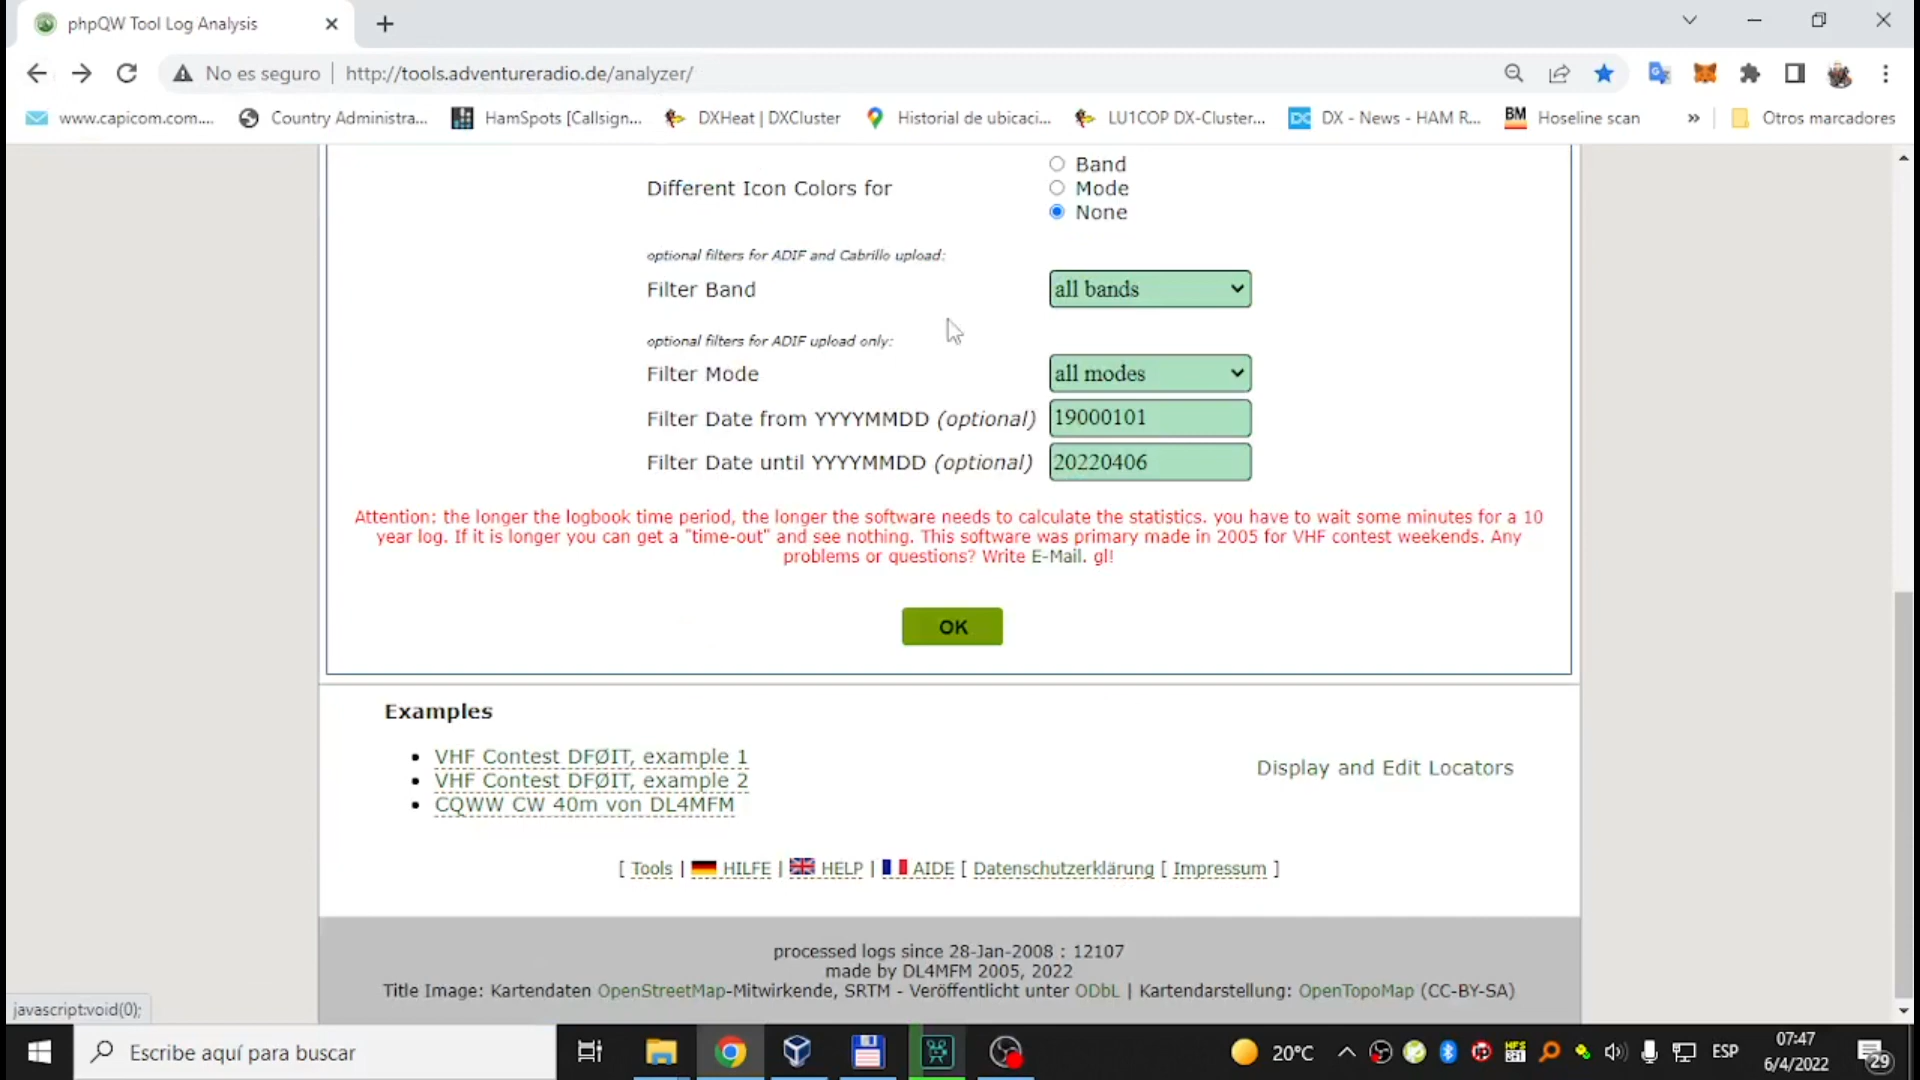 phpQW Tool Log Analysis
No es seguro
http://tools.adventureradio.de/analyzer/
www.capicom.com....
Country Administra...
HamSpots [Callsign...
DXHeat | DXCluster
Historial de ubicaci...
LU1COP DX-Cluster...
DX - News - HAM R...
BM
Hoseline scan
»
Otros marcadores
Different Icon Colors for
Band
Mode
None
optional filters for ADIF and Cabrillo upload:
Filter Band
all bands
optional filters for ADIF upload only:
Filter Mode
all modes
Filter Date from YYYYMMDD (optional)
19000101
Filter Date until YYYYMMDD (optional)
20220406
Attention: the longer the logbook time period, the longer the software needs to calculate the statistics. you have to wait some minutes for a 10
year log. If it is longer you can get a "time-out" and see nothing. This software was primary made in 2005 for VHF contest weekends. Any
problems or questions? Write E-Mail. gl!
OK
Examples
• VHF Contest DFØIT, example 1
• VHF Contest DFØIT, example 2
• CQWW CW 40m von DL4MFM
Display and Edit Locators
[ Tools | HILFE | HELP | AIDE [ Datenschutzerklärung [ Impressum ]
processed logs since 28-Jan-2008 : 12107
made by DL4MFM 2005, 2022
Title Image: Kartendaten OpenStreetMap-Mitwirkende, SRTM - Veröffentlicht unter ODbL | Kartendarstellung: OpenTopoMap (CC-BY-SA)
javascript:void(0);
Escribe aquí para buscar
20°C
ESP
07:47
6/4/2022
29